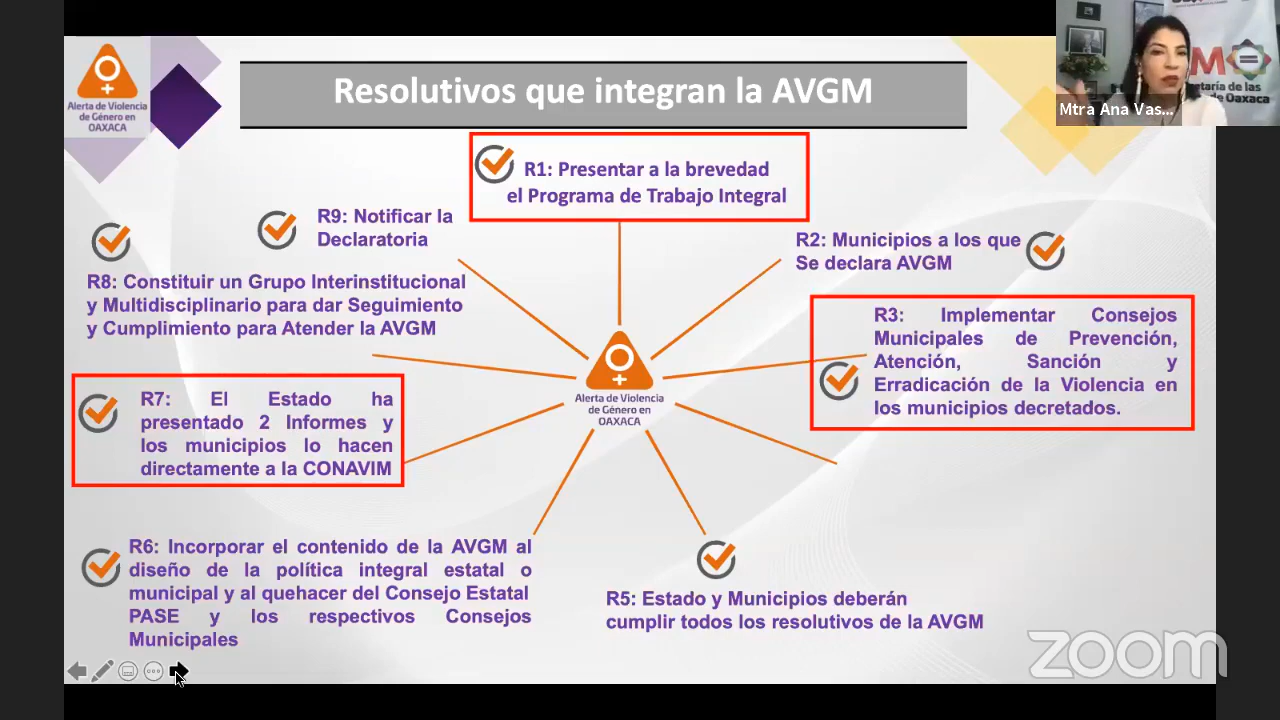 Alerta de Violencia
de Género en
OAXACA
Resolutivos que integran la AVGM
Mtra Ana Vas...
R1: Presentar a la brevedad
el Programa de Trabajo Integral
R9: Notificar la
Declaratoria
R2: Municipios a los que
Se declara AVGM
R8: Constituir un Grupo Interinstitucional
y Multidisciplinario para dar Seguimiento
y Cumplimiento para Atender la AVGM
R3: Implementar Consejos
Municipales de Prevención,
Atención, Sanción y
Erradicación de la Violencia en
los municipios decretados.
Alerta de Violencia
de Género en
OAXACA
R7: El Estado ha
presentado 2 Informes y
los municipios lo hacen
directamente a la CONAVIM
R6: Incorporar el contenido de la AVGM al
diseño de la política integral estatal o
municipal y al quehacer del Consejo Estatal
PASE y los respectivos Consejos
Municipales
R5: Estado y Municipios deberán
cumplir todos los resolutivos de la AVGM
zoom